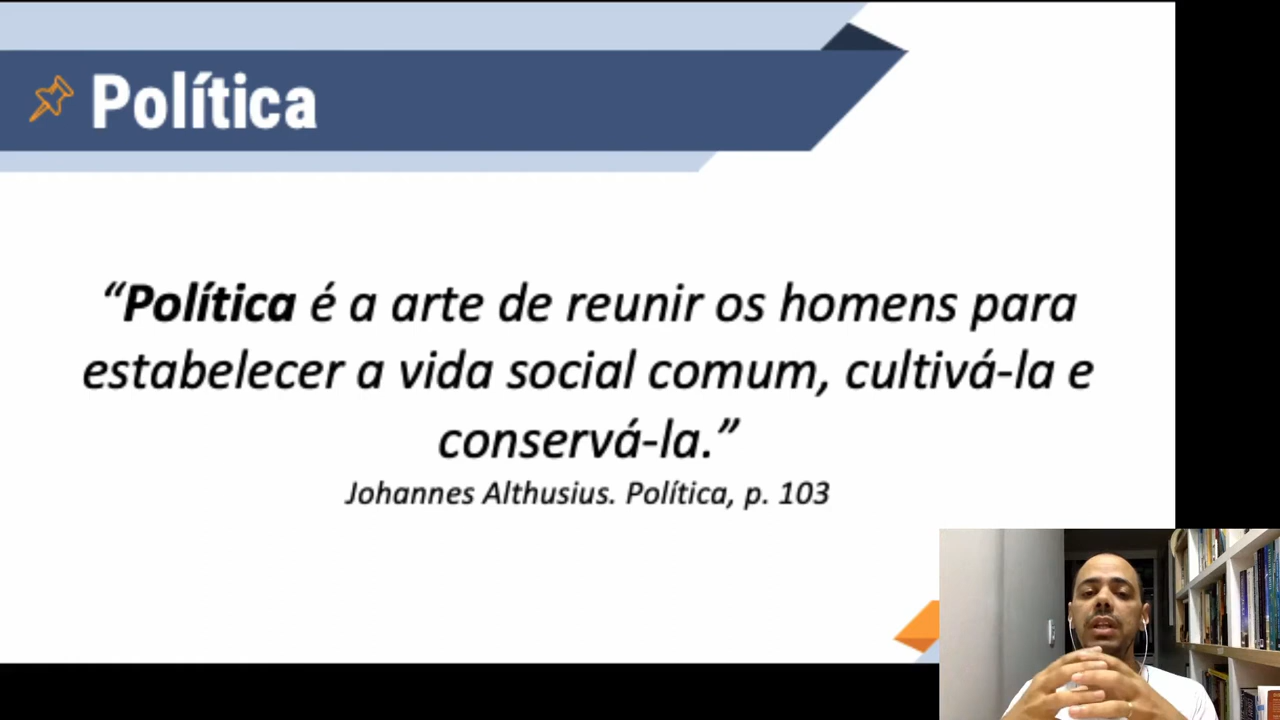 Política
“Política é a arte de reunir os homens para
estabelecer a vida social comum, cultivá-la e
conservá-la.”
Johannes Althusius. Política, p. 103